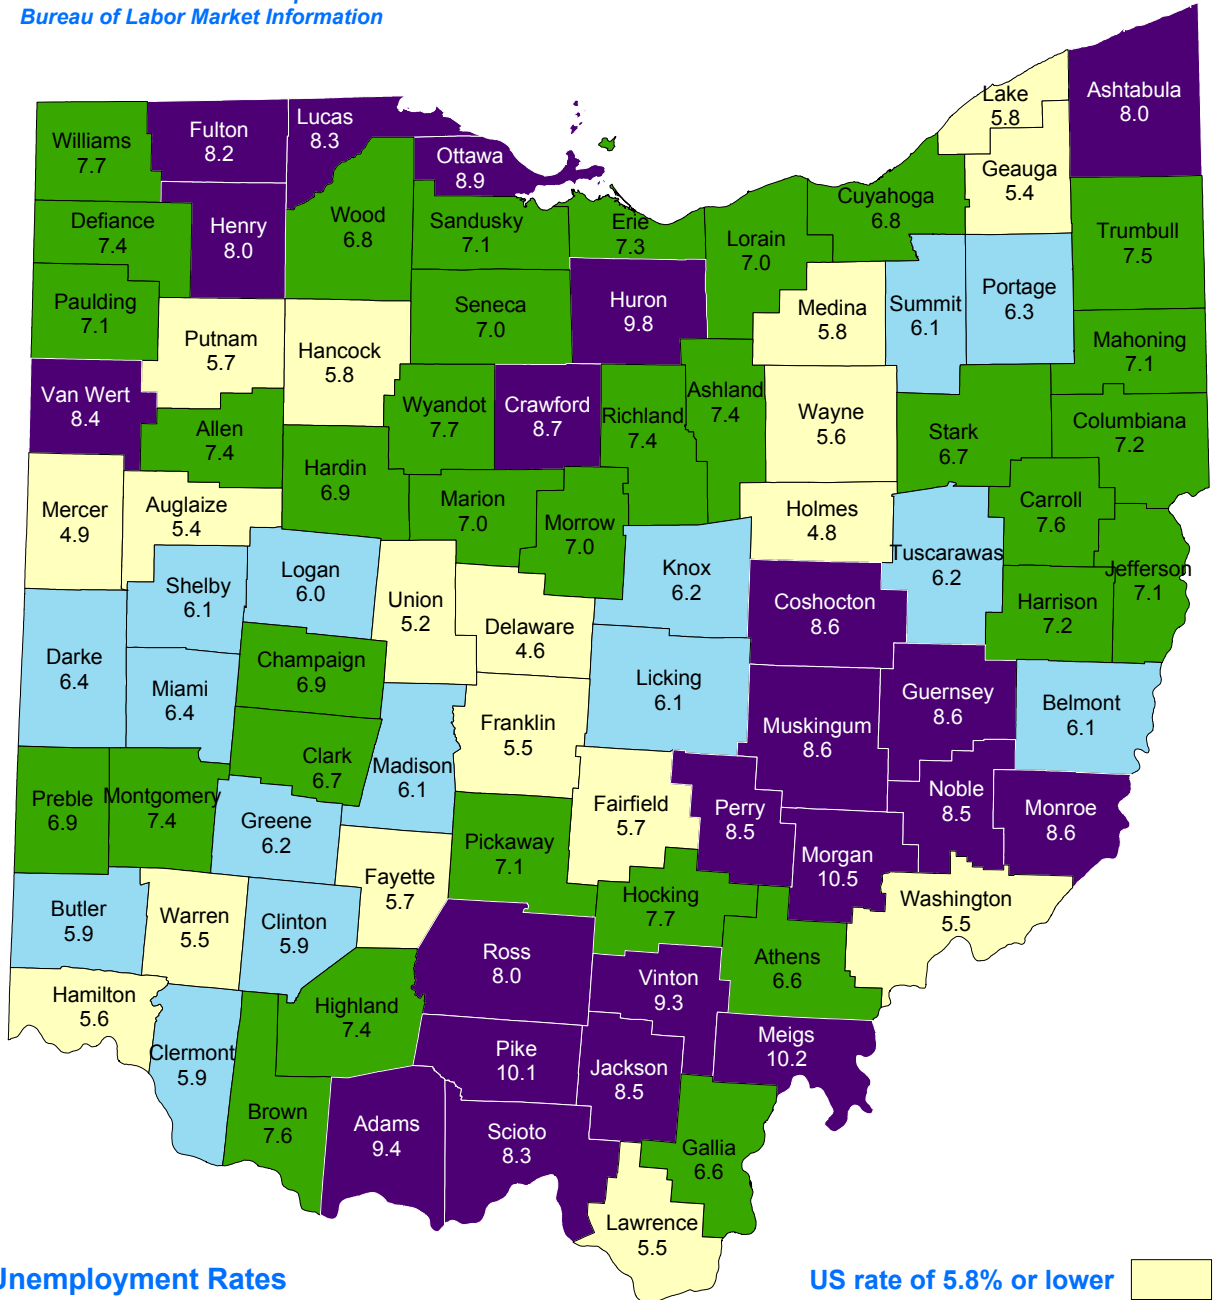 Bureau of Labor Market Information
Ashtabula
8.0
Lake
5.8
Lucas
8.3
Fulton
8.2
Williams
7.7
Ottawa
8.9
Geauga
5.4
Cuyahoga
6.8
Wood
6.8
Sandusky
7.1
Erie
7.3
Defiance
7.4
Henry
8.0
Lorain
7.0
Trumbull
7.5
Portage
6.3
Paulding
7.1
Seneca
7.0
Huron
9.8
Medina
5.8
Summit
6.1
Putnam
5.7
Hancock
5.8
Mahoning
7.1
Van Wert
8.4
Wyandot
7.7
Crawford
8.7
Richland
7.4
Ashland
7.4
Wayne
5.6
Columbiana
7.2
Allen
7.4
Stark
6.7
Hardin
6.9
Mercer
4.9
Auglaize
5.4
Marion
7.0
Morrow
7.0
Holmes
4.8
Carroll
7.6
Tuscarawas
6.2
Jefferson
7.1
Shelby
6.1
Logan
6.0
Knox
6.2
Union
5.2
Coshocton
8.6
Harrison
7.2
Delaware
4.6
Darke
6.4
Champaign
6.9
Miami
6.4
Licking
6.1
Guernsey
8.6
Belmont
6.1
Franklin
5.5
Muskingum
8.6
Clark
6.7
Madison
6.1
Preble
6.9
Montgomery
7.4
Fairfield
5.7
Perry
8.5
Noble
8.5
Monroe
8.6
Greene
6.2
Pickaway
7.1
Morgan
10.5
Fayette
5.7
Hocking
7.7
Washington
5.5
Butler
5.9
Warren
5.5
Clinton
5.9
Ross
8.0
Athens
6.6
Vinton
9.3
Hamilton
5.6
Highland
7.4
Clermont
5.9
Pike
10.1
Jackson
8.5
Meigs
10.2
Brown
7.6
Adams
9.4
Scioto
8.3
Gallia
6.6
Lawrence
5.5
Unemployment Rates
US rate of 5.8% or lower